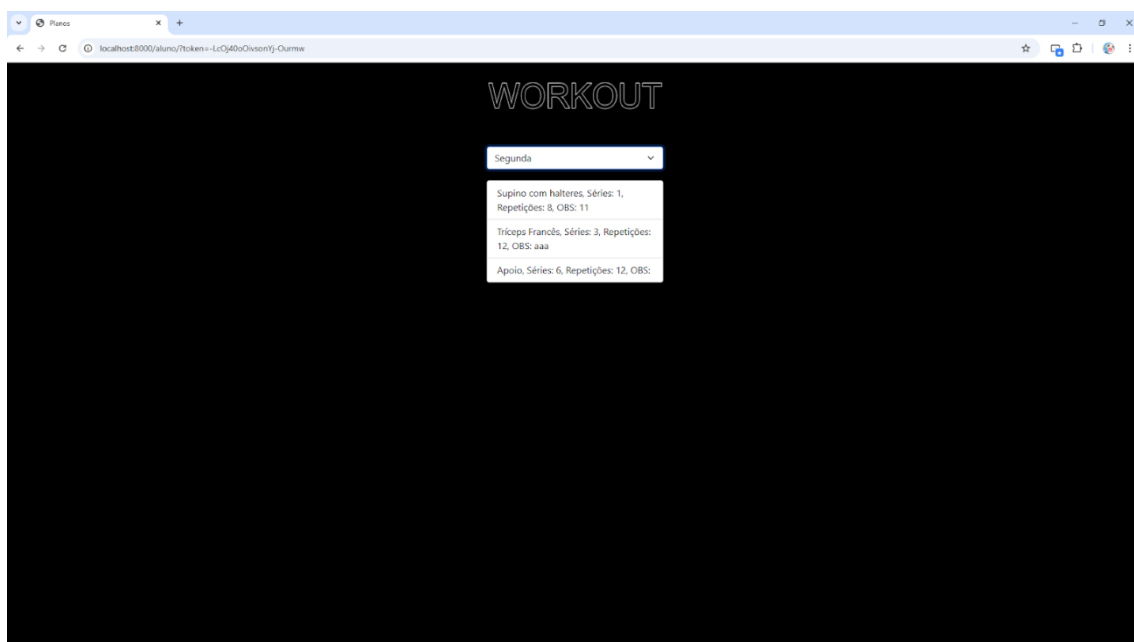 Planos
localhost:8000/aluno/?token=-LcOj40oOivsonYj-Ourmw
WORKOUT
Segunda
Supino com halteres, Séries: 1,
Repetições: 8, OBS: 11
Tríceps Francês, Séries: 3, Repetições:
12, OBS: aaa
Apoio, Séries: 6, Repetições: 12, OBS: